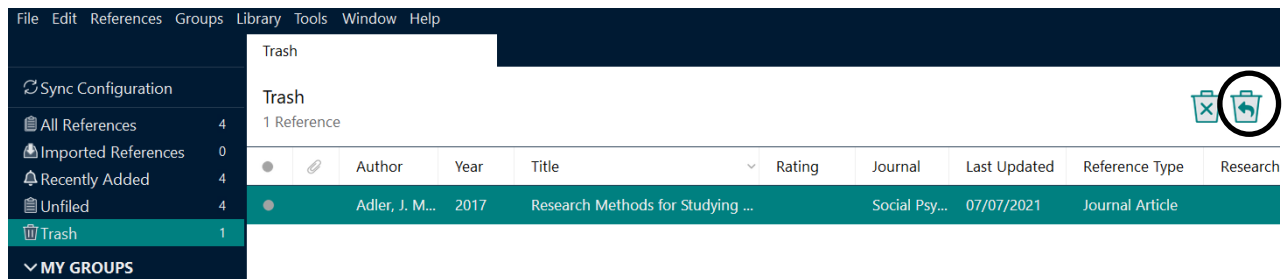 File Edit References Groups Library Tools Window Help
Trash
Sync Configuration
All References 4
Imported References 0
Recently Added 4
Unfiled 4
Trash 1
MY GROUPS
Trash
1 Reference
Author Year Title Rating Journal Last Updated Reference Type Research
Adler, J. M... 2017 Research Methods for Studying ... Social Psy... 07/07/2021 Journal Article